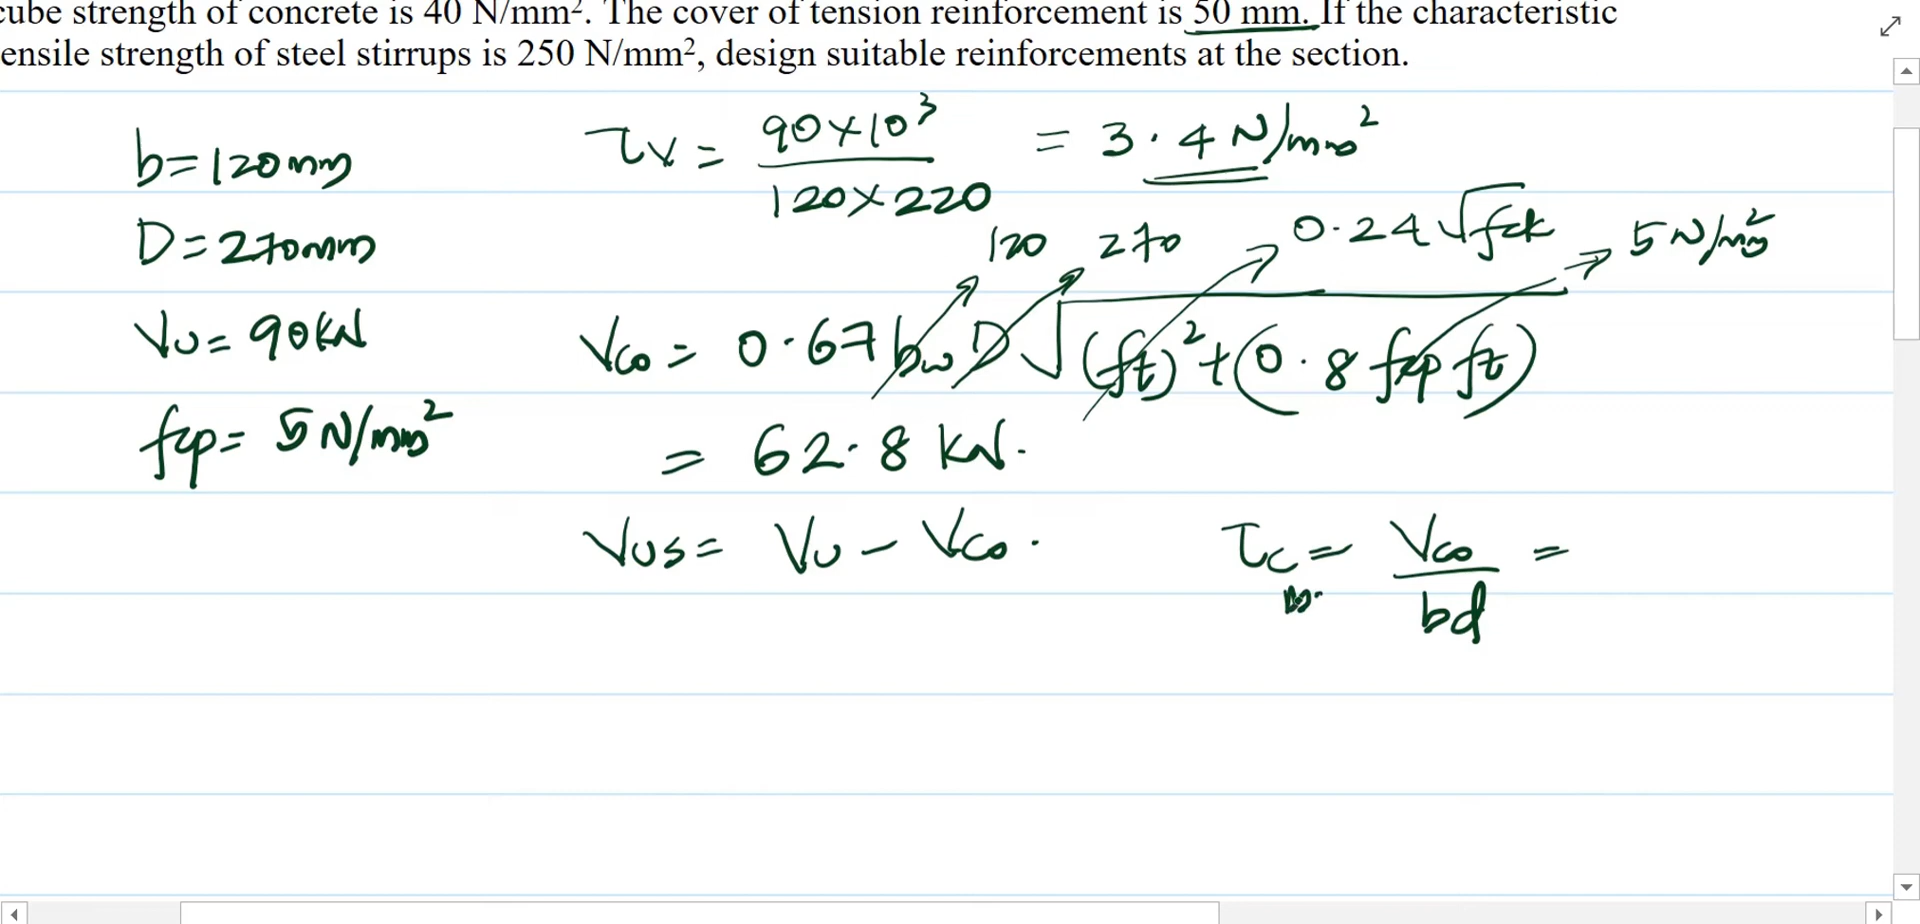 cube strength of concrete is 40 N/mm². The cover of tension reinforcement is 50 mm. If the characteristic
ensile strength of steel stirrups is 250 N/mm², design suitable reinforcements at the section.
b=120mm
D=270mm
Vu=90KN
fcp=5N/mm²
τv = 90×10³ / 120×220 = 3.4 N/mm²
120 270 0.24√fck 5N/mm²
Vco = 0.67 bw D √(ft)²+(0.8 fcp ft)
= 62.8 KN.
Vus = Vu - Vco.
τc = Vco / bd =